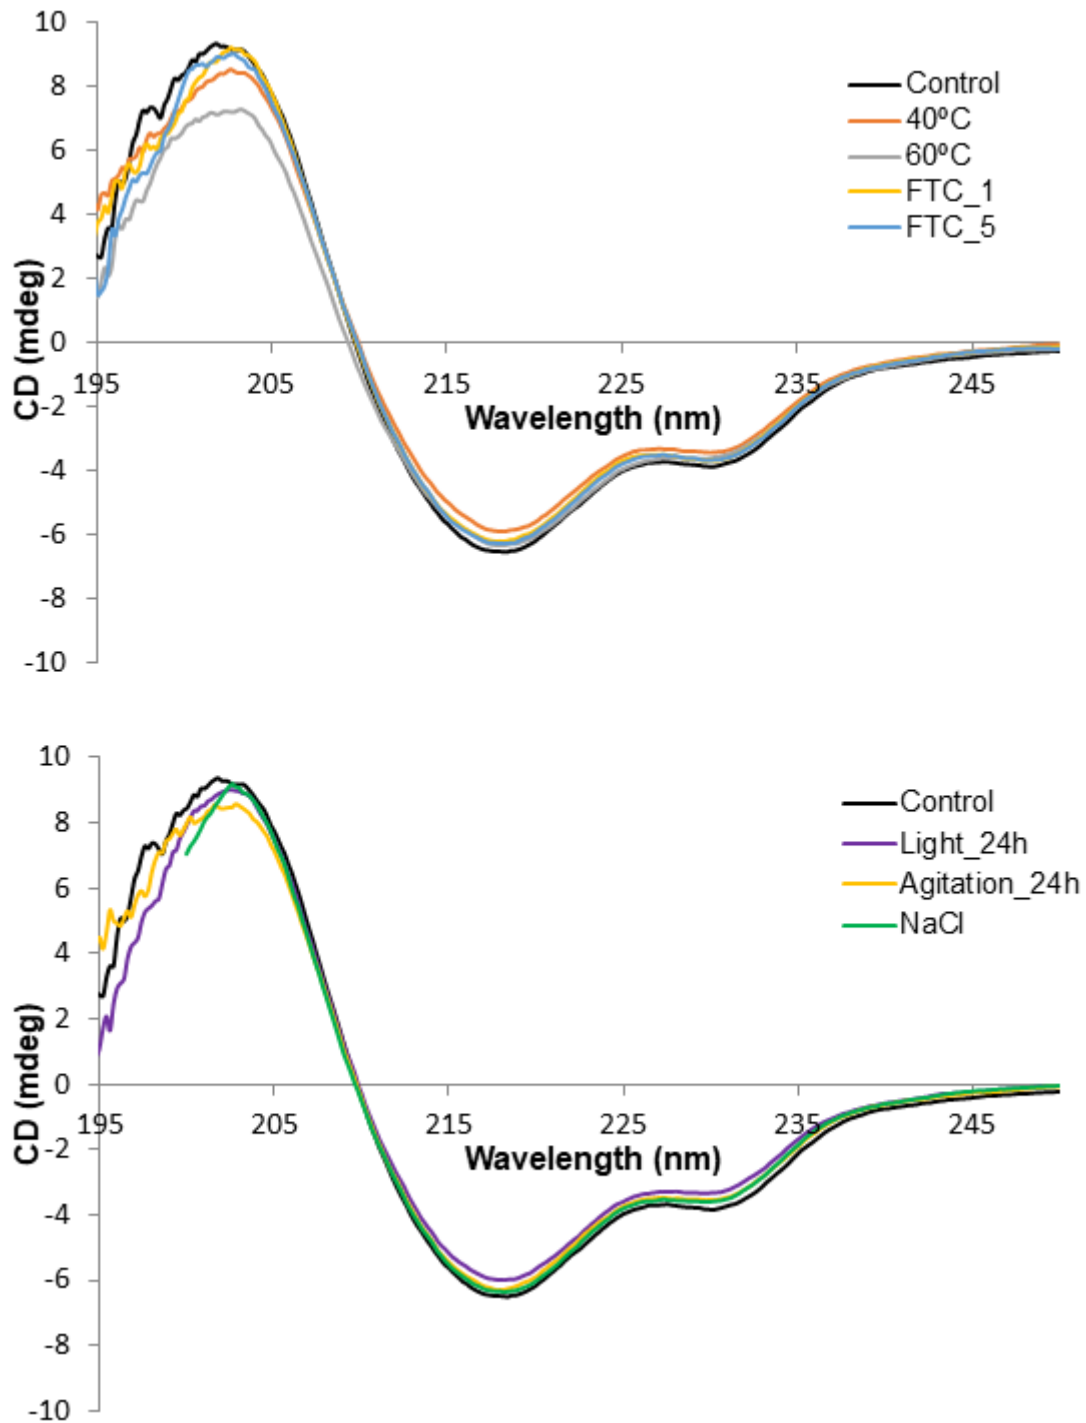 10
8
6
4
2
0
-2
-4
-6
-8
-10
CD (mdeg)
195 205 215 225 235 245
Wavelength (nm)
Control
40ºC
60ºC
FTC_1
FTC_5
10
8
6
4
2
0
-2
-4
-6
-8
-10
CD (mdeg)
195 205 215 225 235 245
Wavelength (nm)
Control
Light_24h
Agitation_24h
NaCl